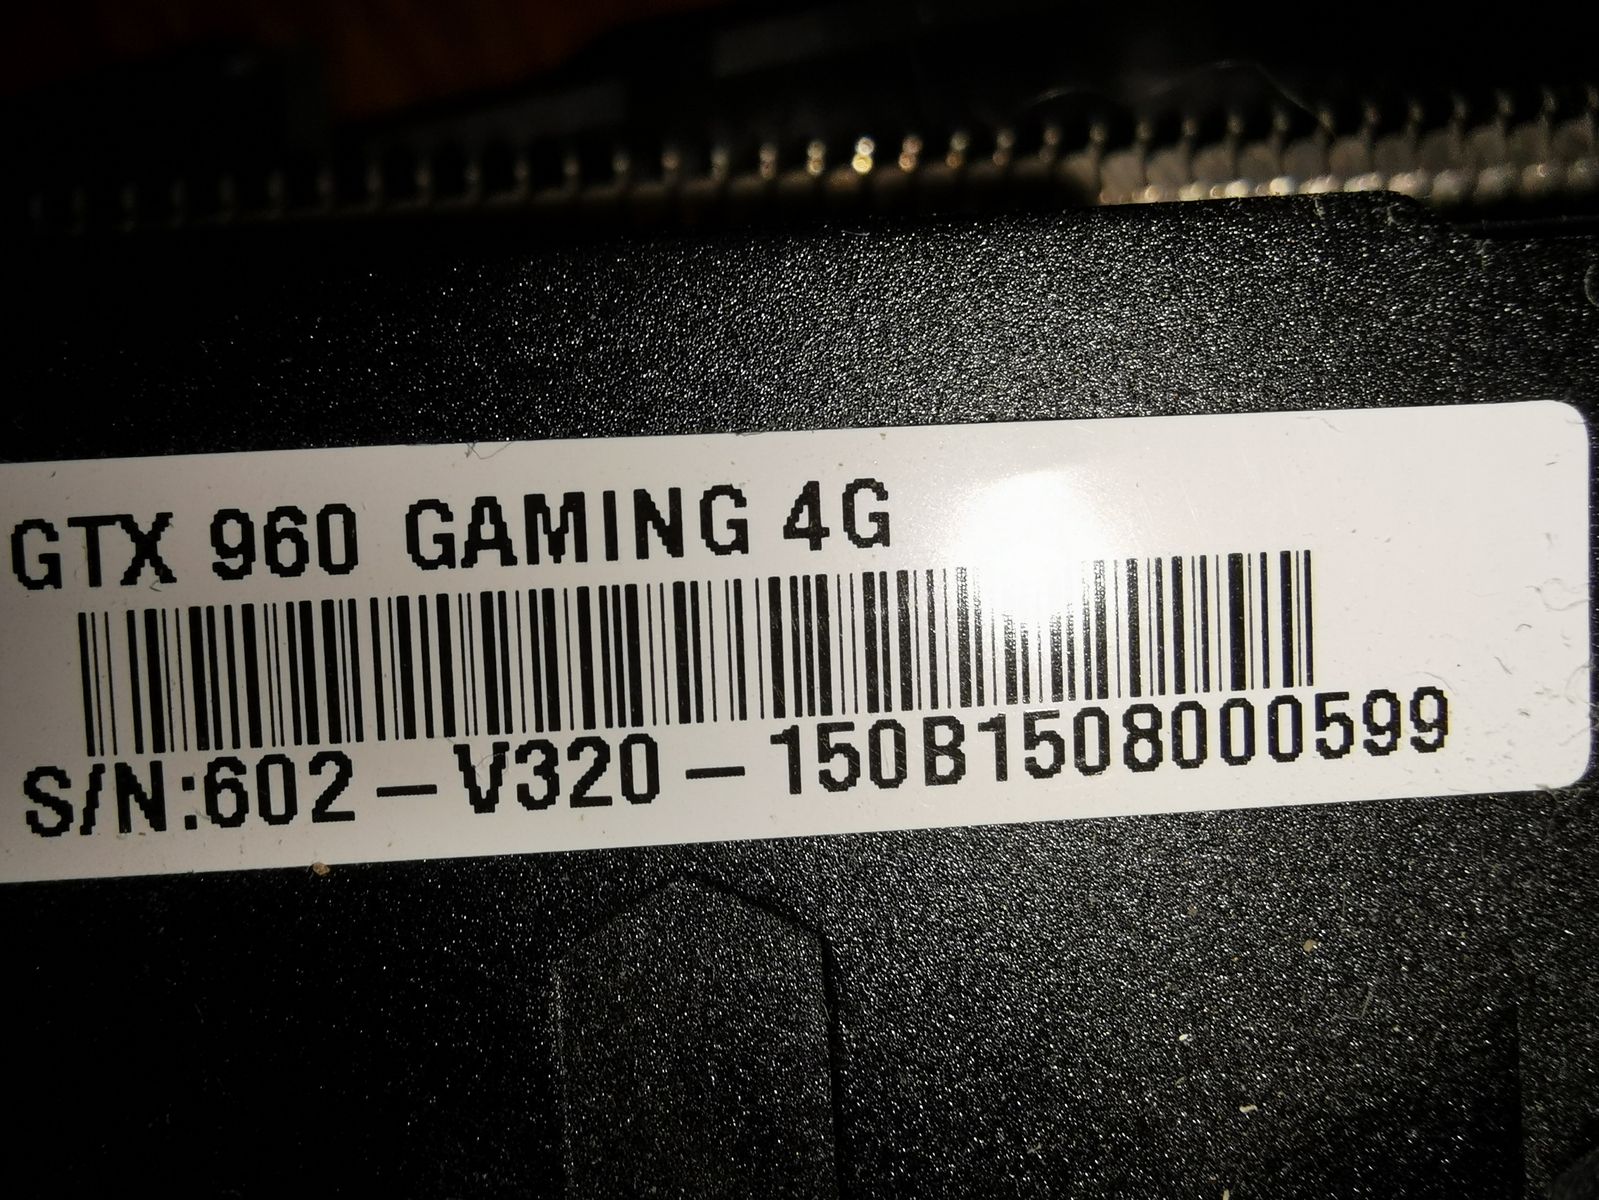 GTX 960 GAMING 4G
S/N:602-V320-150B1508000599